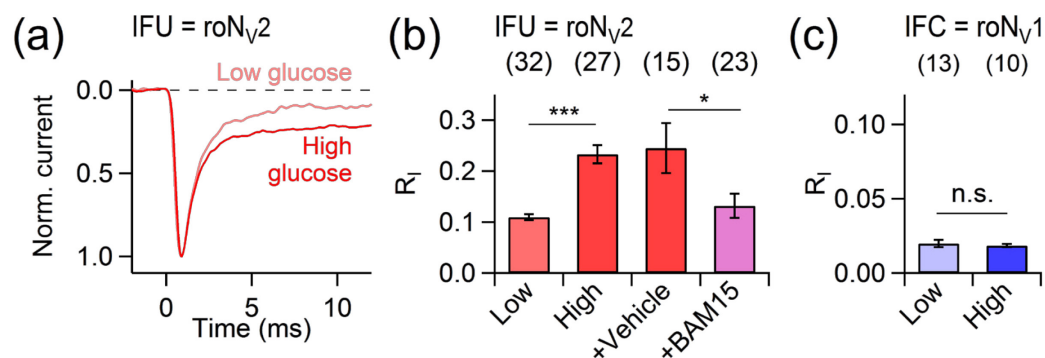 (a) IFU = roNV2
Low glucose
High
glucose
0.0
0.5
1.0
Norm. current
0 5 10
Time (ms)
(b) IFU = roNV2
(32) (27) (15) (23)
*** *
0.3
0.2
0.1
0.0
RI
Low High +Vehicle +BAM15
(c) IFC = roNV1
(13) (10)
0.10
0.05
0.00
RI
n.s.
Low High